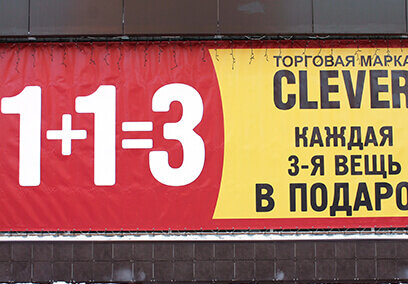 1+1=3
ТОРГОВАЯ МАРКА
CLEVER
КАЖДАЯ
3-Я ВЕЩЬ
В ПОДАРО